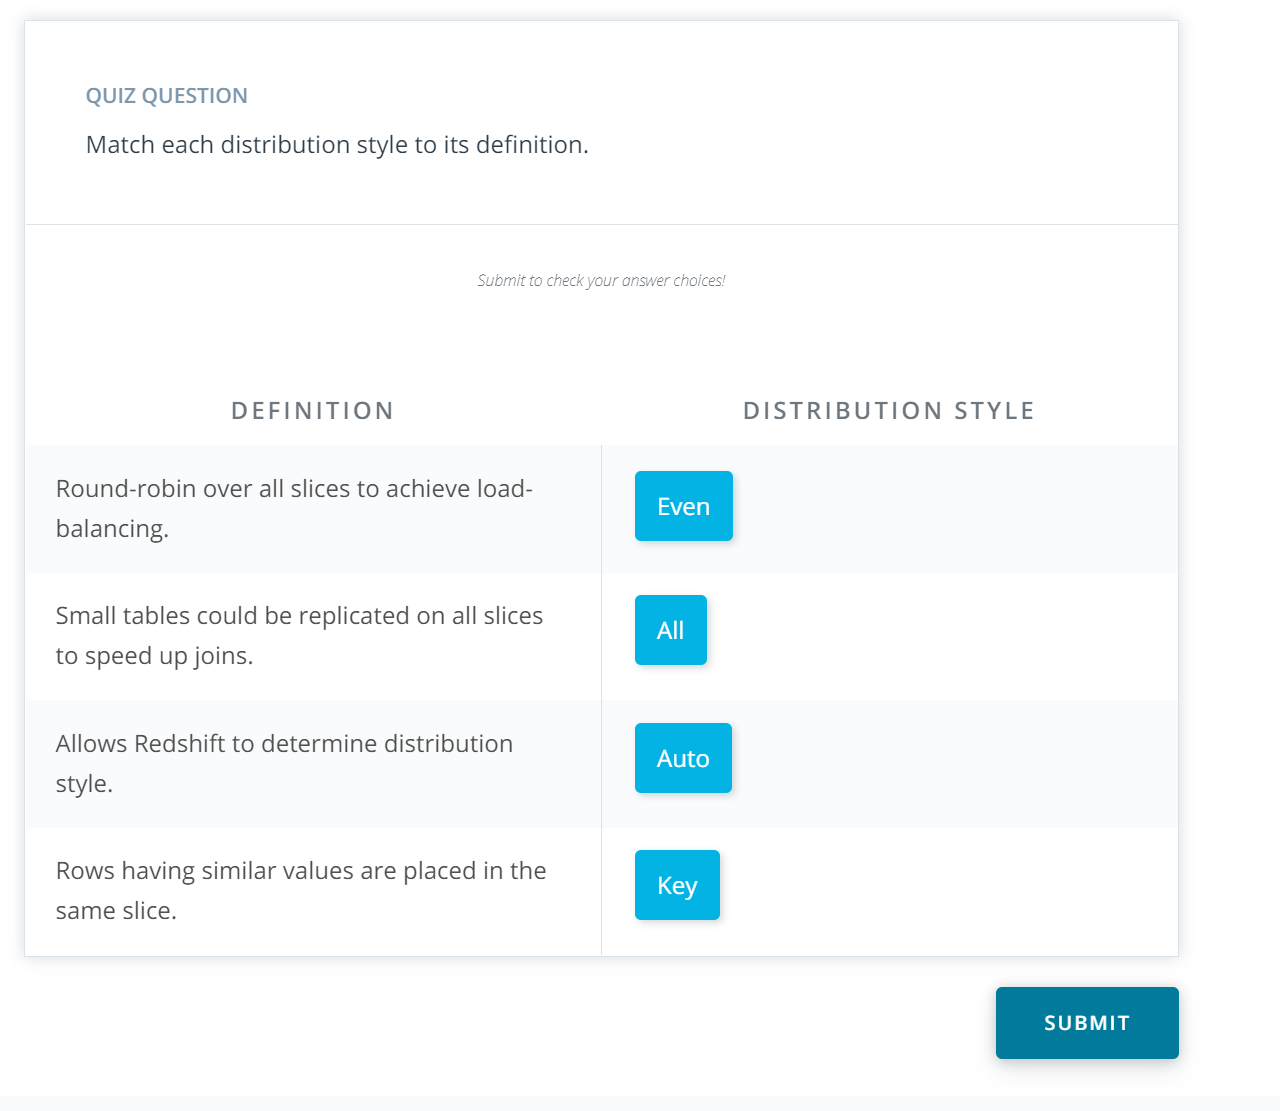 QUIZ QUESTION
Match each distribution style to its definition.
Submit to check your answer choices!
DEFINITION
DISTRIBUTION STYLE
Round-robin over all slices to achieve load-
balancing.
Even
Small tables could be replicated on all slices
to speed up joins.
All
Allows Redshift to determine distribution
style.
Auto
Rows having similar values are placed in the
same slice.
Key
SUBMIT